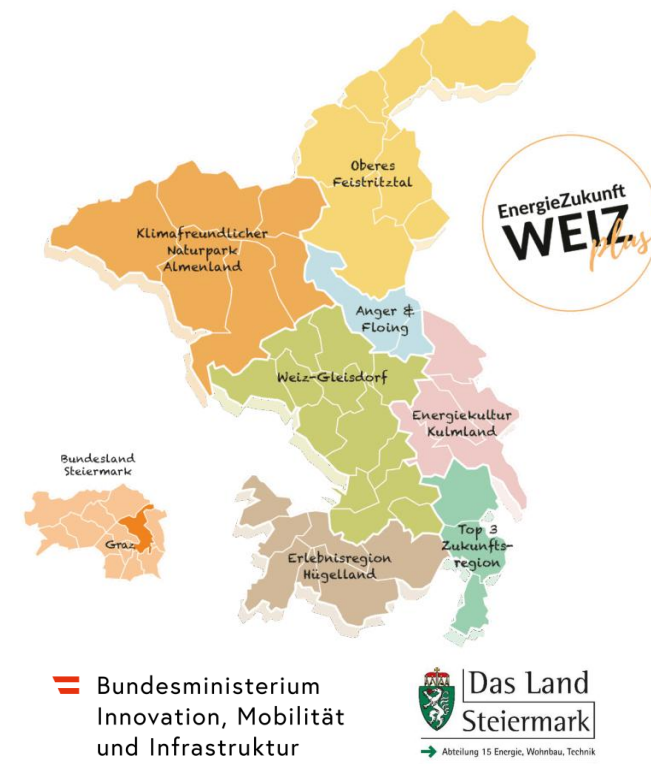 Oberes
Feistritztal
EnergieZukunft
WEIZ
plus
Klimafreundlicher
Naturpark
Almenland
Anger &
Floing
Weiz-Gleisdorf
Energiekultur
Kulmland
Bundesland
Steiermark
Graz
Top 3
Zukunfts-
region
Erlebnisregion
Hügelland
Bundesministerium
Innovation, Mobilität
und Infrastruktur
Das Land
Steiermark
Abteilung 15 Energie, Wohnbau, Technik